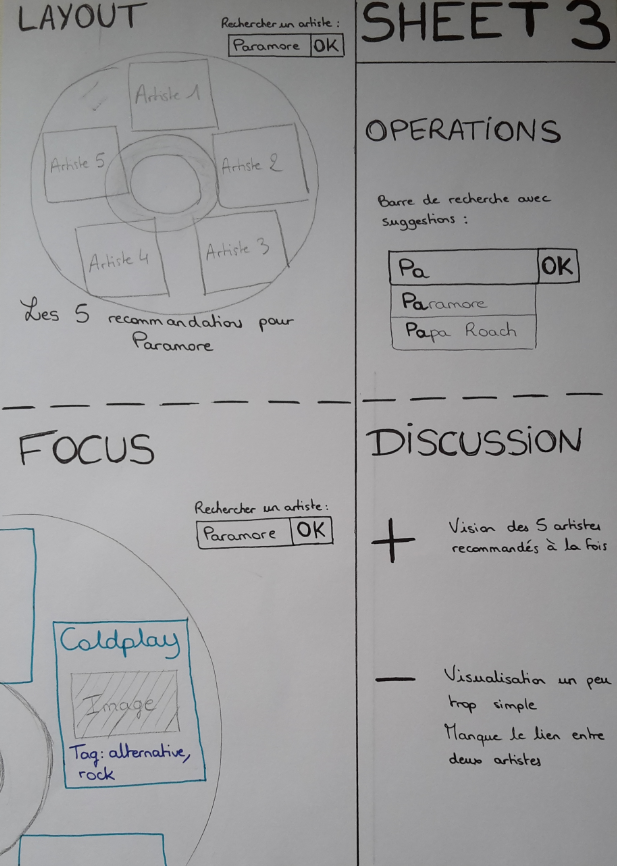 LAYOUT
Rechercher un artiste :
Paramore OK
Artiste 1
Artiste 5
Artiste 2
Artiste 4
Artiste 3
Les 5 recommandations pour
Paramore
SHEET 3
OPERATIONS
Barre de recherche avec
suggestions :
Pa OK
Paramore
Papa Roach
FOCUS
Rechercher un artiste:
Paramore OK
Coldplay
Image
Tag: alternative,
rock
DISCUSSION
+ Vision des 5 artistes
recommandés à la fois
— Visualisation un peu
trop simple
Manque le lien entre
deux artistes